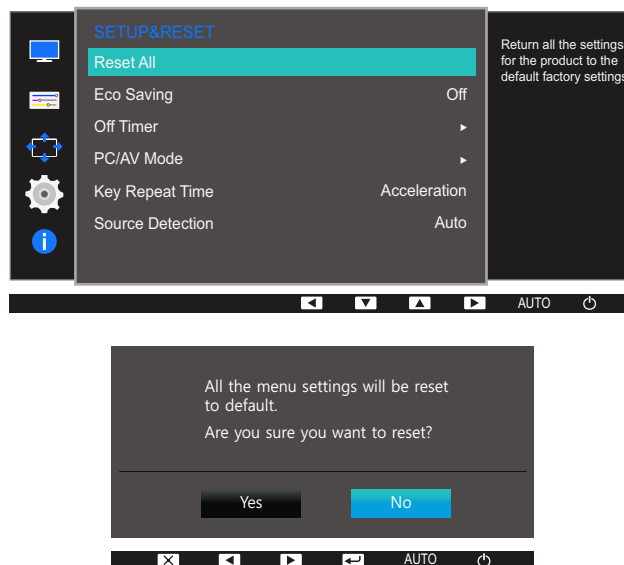 SETUP&RESET
Reset All
Eco Saving Off
Off Timer
PC/AV Mode
Key Repeat Time Acceleration
Source Detection Auto
Return all the settings
for the product to the
default factory settings
i
AUTO
All the menu settings will be reset
to default.
Are you sure you want to reset?
Yes No
AUTO